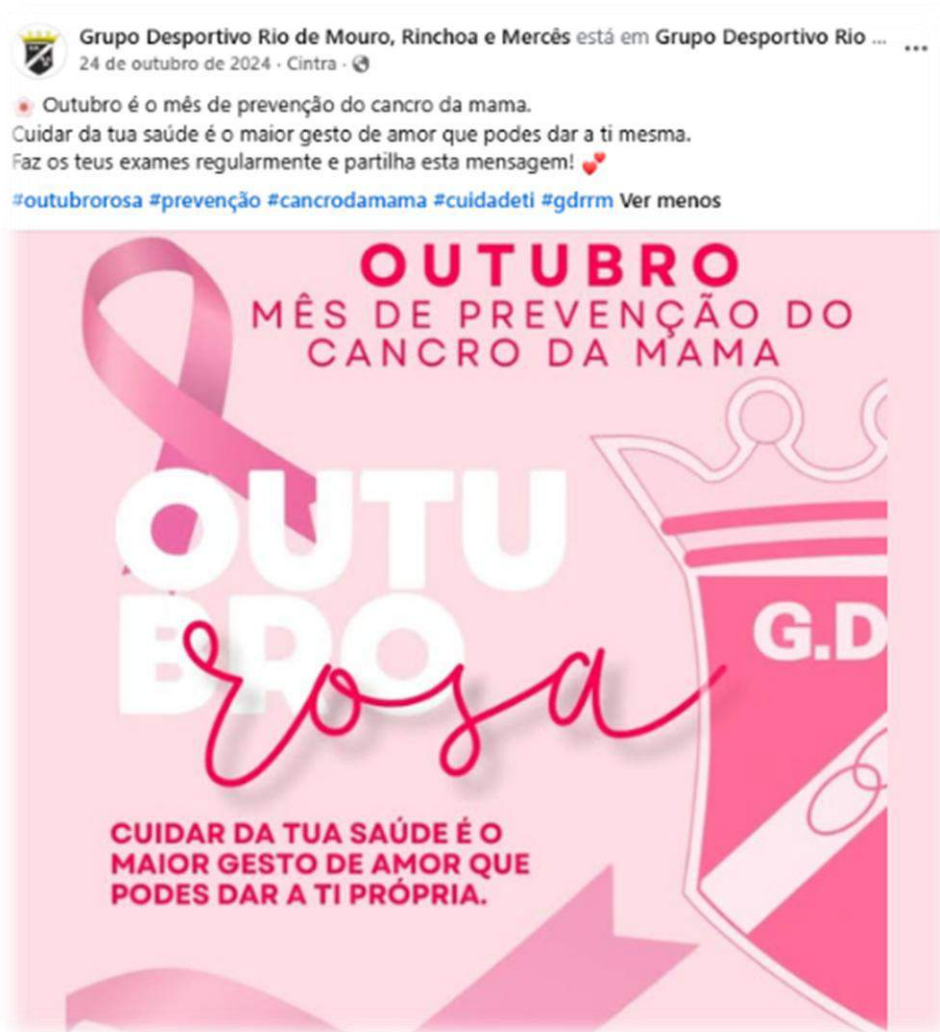 Grupo Desportivo Rio de Mouro, Rinchoa e Mercês está em Grupo Desportivo Rio ...
24 de outubro de 2024 · Cintra ·
Outubro é o mês de prevenção do cancro da mama.
Cuidar da tua saúde é o maior gesto de amor que podes dar a ti mesma.
Faz os teus exames regularmente e partilha esta mensagem! 💕
#outubrorosa #prevenção #cancrodamama #cuidadeti #gdrrm Ver menos
OUTUBRO
MÊS DE PREVENÇÃO DO
CANCRO DA MAMA
OUTU
BRO
rosa
G.D
CUIDAR DA TUA SAÚDE É O
MAIOR GESTO DE AMOR QUE
PODES DAR A TI PRÓPRIA.